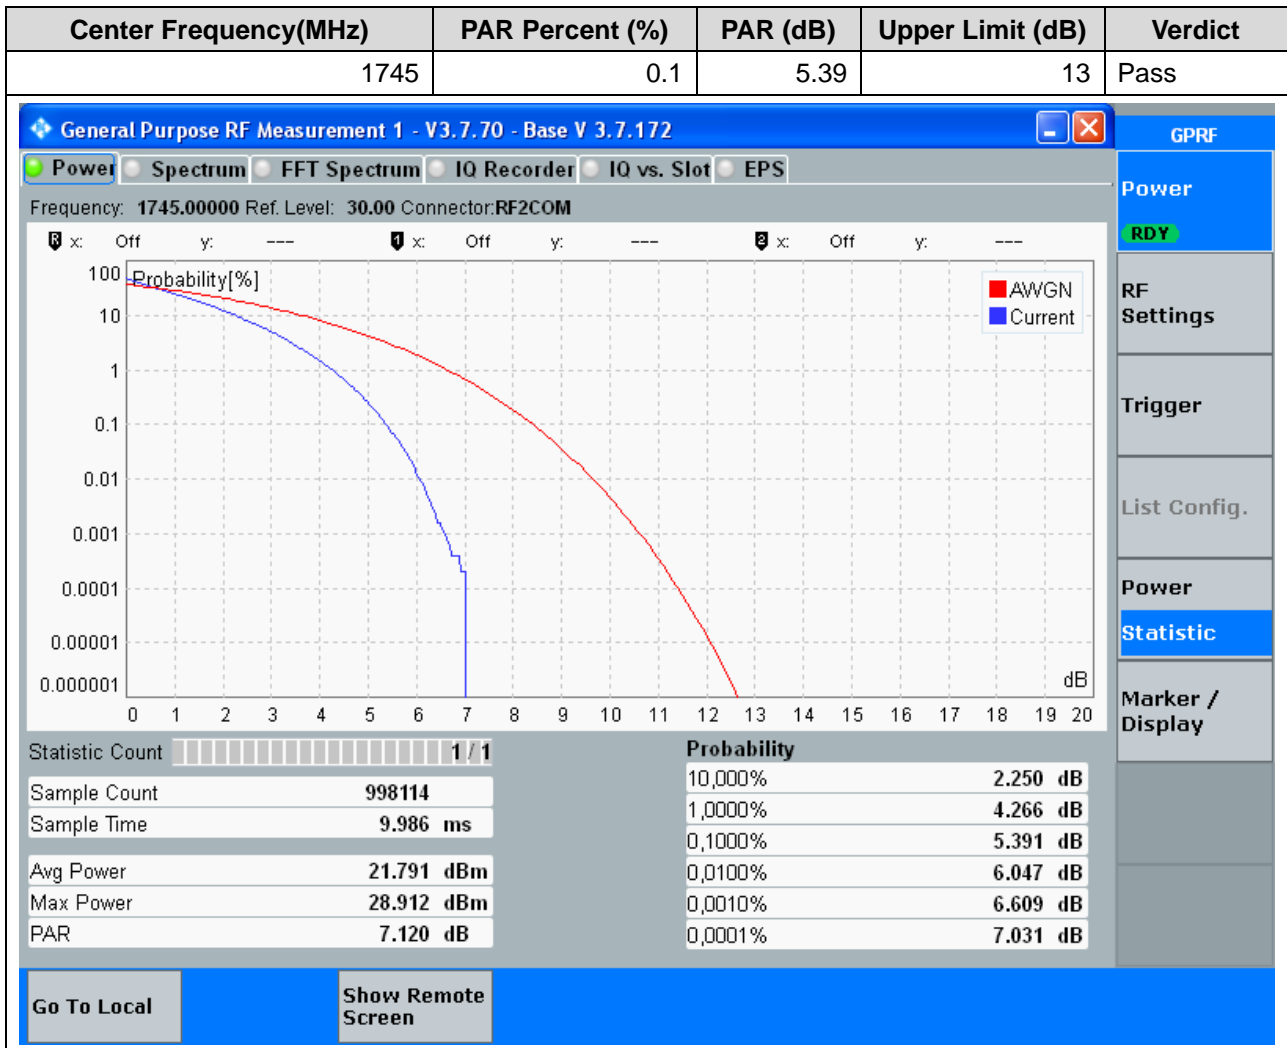 Center Frequency(MHz) PAR Percent (%) PAR (dB) Upper Limit (dB) Verdict
1745 0.1 5.39 13 Pass
General Purpose RF Measurement 1 - V3.7.70 - Base V 3.7.172
GPRF
Power Spectrum FFT Spectrum IQ Recorder IQ vs. Slot EPS
Power
RDY
Frequency: 1745.00000 Ref. Level: 30.00 Connector:RF2COM
R x: Off y: --- 1 x: Off y: --- 2 x: Off y: ---
Probability[%]
AWGN
Current
100
10
1
0.1
0.01
0.001
0.0001
0.00001
0.000001
dB
0 1 2 3 4 5 6 7 8 9 10 11 12 13 14 15 16 17 18 19 20
RF
Settings
Trigger
List Config.
Power
Statistic
Marker /
Display
Statistic Count 1 / 1
Sample Count 998114
Sample Time 9.986 ms
Avg Power 21.791 dBm
Max Power 28.912 dBm
PAR 7.120 dB
Probability
10,000% 2.250 dB
1,0000% 4.266 dB
0,1000% 5.391 dB
0,0100% 6.047 dB
0,0010% 6.609 dB
0,0001% 7.031 dB
Go To Local
Show Remote
Screen